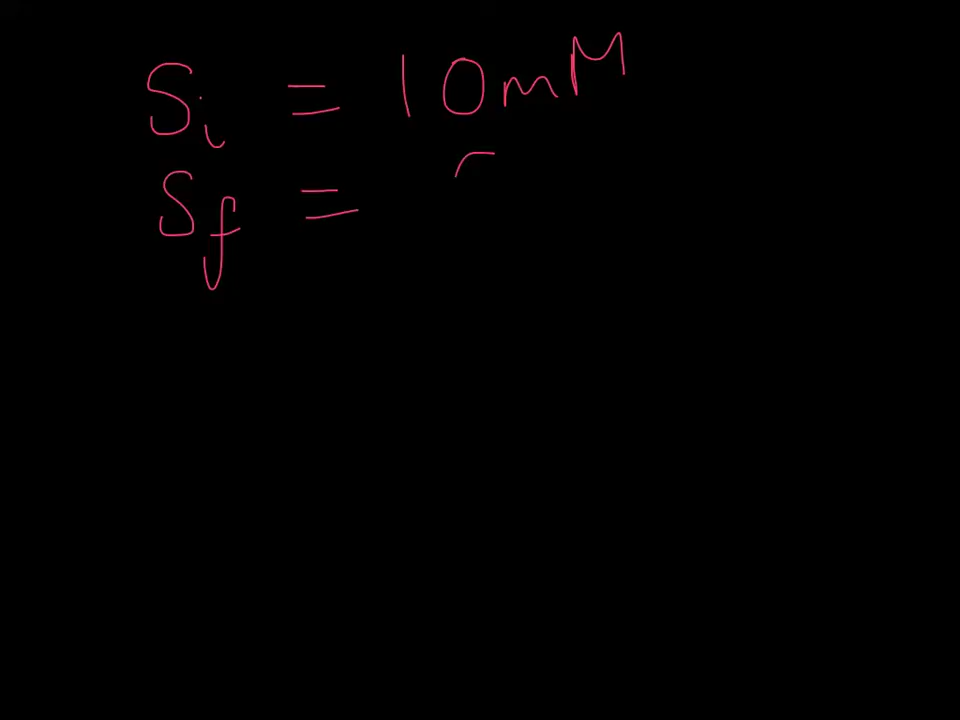 Si = 10mM
Sf =